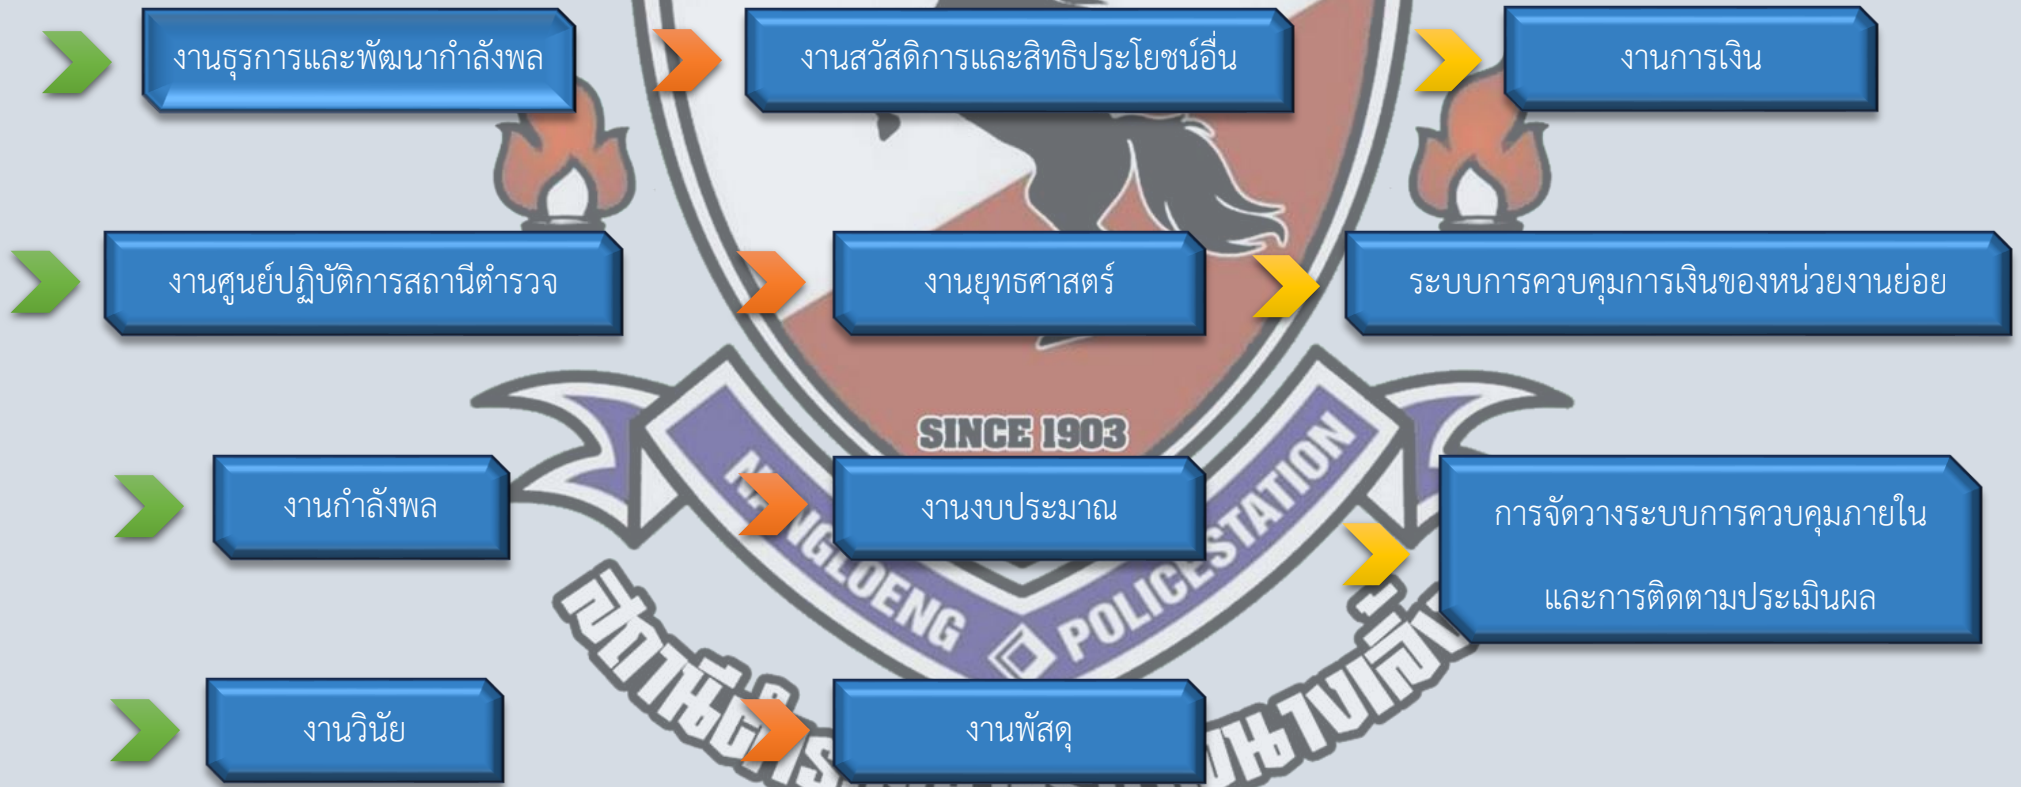 งานธุรการและพัฒนากำลังพล
งานสวัสดิการและสิทธิประโยชน์อื่น
งานการเงิน
งานศูนย์ปฏิบัติการสถานีตำรวจ
งานยุทธศาสตร์
ระบบการควบคุมการเงินของหน่วยงานย่อย
SINCE 1903
POLICE STATION
งานกำลังพล
งานงบประมาณ
การจัดวางระบบการควบคุมภายใน
และการติดตามประเมินผล
งานวินัย
งานพัสดุ